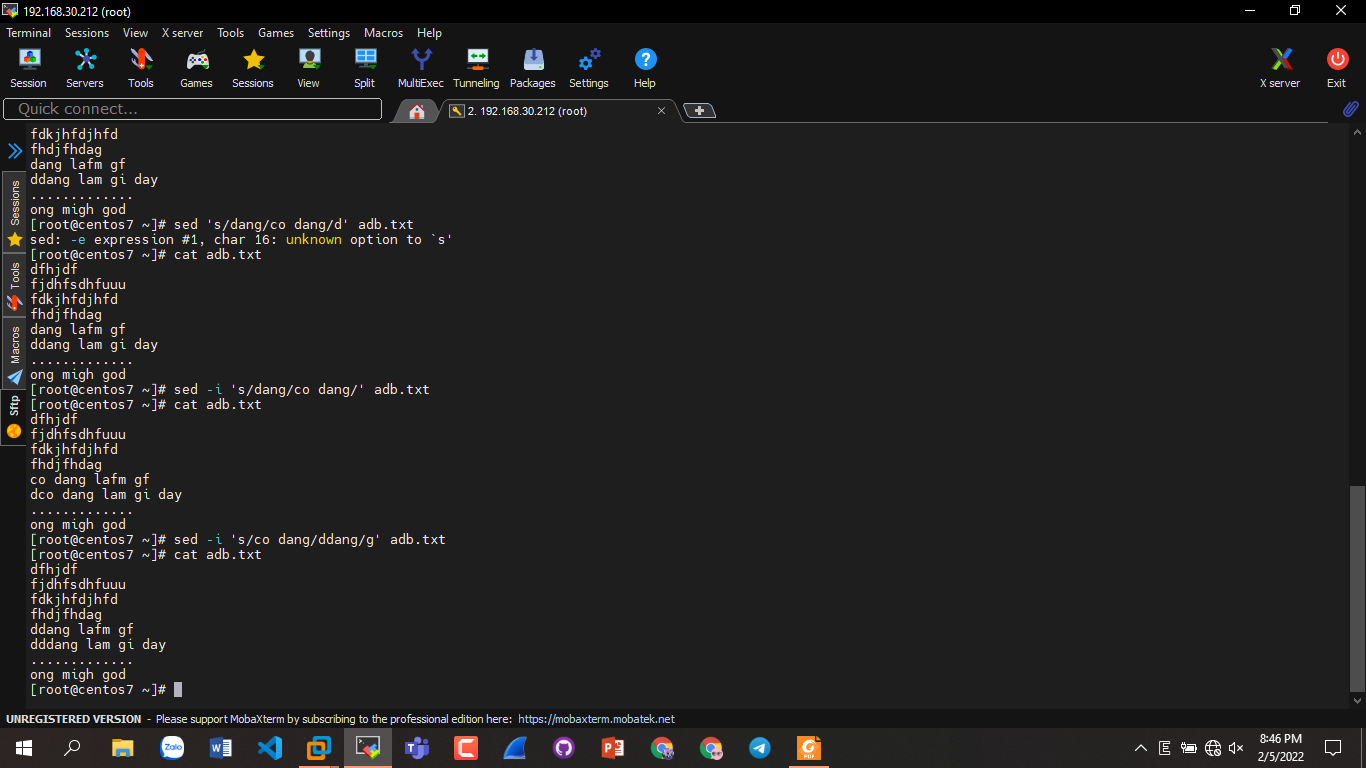 192.168.30.212 (root)
Terminal Sessions View X server Tools Games Settings Macros Help
Session Servers Tools Games Sessions View Split MultiExec Tunneling Packages Settings Help X server Exit
Quick connect...
2. 192.168.30.212 (root)
Sessions
Tools
Macros
Sftp
fdkjhfdjhfd
fhdjfhdag
dang lafm gf
ddang lam gi day
.............
ong migh god
[root@centos7 ~]# sed 's/dang/co dang/d' adb.txt
sed: -e expression #1, char 16: unknown option to `s'
[root@centos7 ~]# cat adb.txt
dfhjdf
fjdhfsdhfuuu
fdkjhfdjhfd
fhdjfhdag
dang lafm gf
ddang lam gi day
.............
ong migh god
[root@centos7 ~]# sed -i 's/dang/co dang/' adb.txt
[root@centos7 ~]# cat adb.txt
dfhjdf
fjdhfsdhfuuu
fdkjhfdjhfd
fhdjfhdag
co dang lafm gf
dco dang lam gi day
.............
ong migh god
[root@centos7 ~]# sed -i 's/co dang/ddang/g' adb.txt
[root@centos7 ~]# cat adb.txt
dfhjdf
fjdhfsdhfuuu
fdkjhfdjhfd
fhdjfhdag
ddang lafm gf
dddang lam gi day
.............
ong migh god
[root@centos7 ~]#
UNREGISTERED VERSION - Please support MobaXterm by subscribing to the professional edition here: https://mobaxterm.mobatek.net
Zalo
8:46 PM
2/5/2022